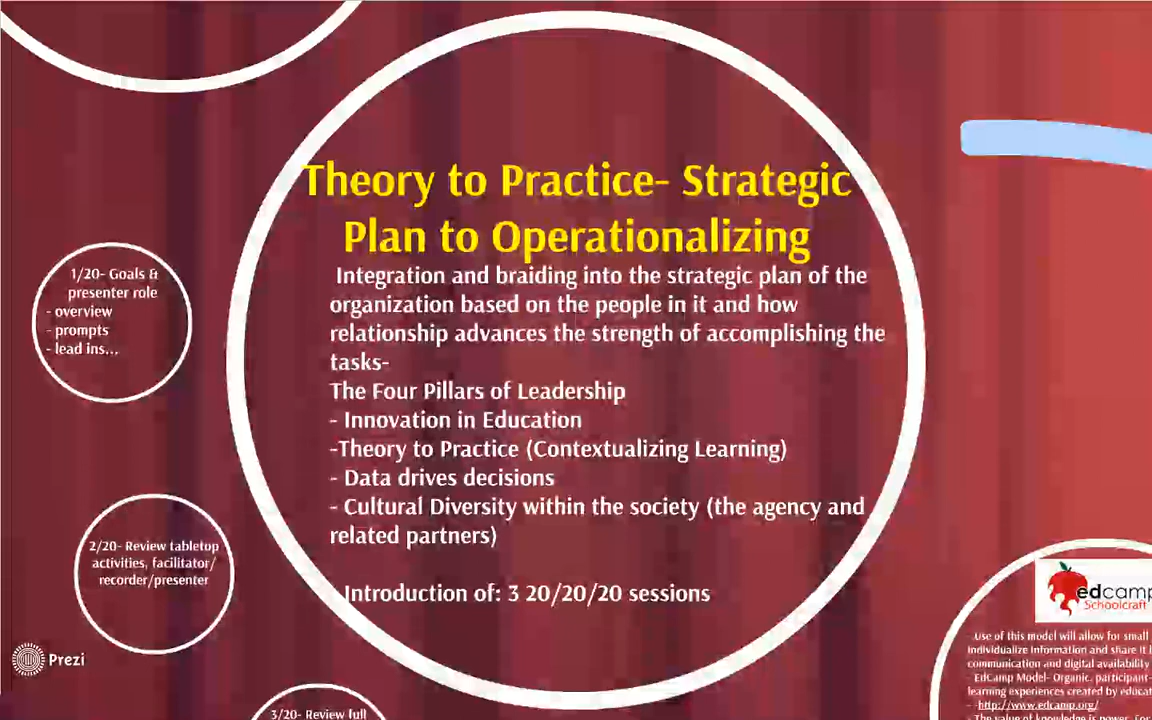 Theory to Practice- Strategic
Plan to Operationalizing
Integration and braiding into the strategic plan of the
organization based on the people in it and how
relationship advances the strength of accomplishing the
tasks-
The Four Pillars of Leadership
- Innovation in Education
-Theory to Practice (Contextualizing Learning)
- Data drives decisions
- Cultural Diversity within the society (the agency and
related partners)
Introduction of: 3 20/20/20 sessions
1/20- Goals &
presenter role
- overview
- prompts
- lead ins...
2/20- Review tabletop
activities, facilitator/
recorder/presenter
3/20- Review full
Prezi
edcamp
Schoolcraft
Use of this model will allow for small
individualize information and share it
communication and digital availability
- EdCamp Model- Organic, participant-
learning experiences created by educat
- -http://www.edcamp.org/
- The value of knowledge is power. For